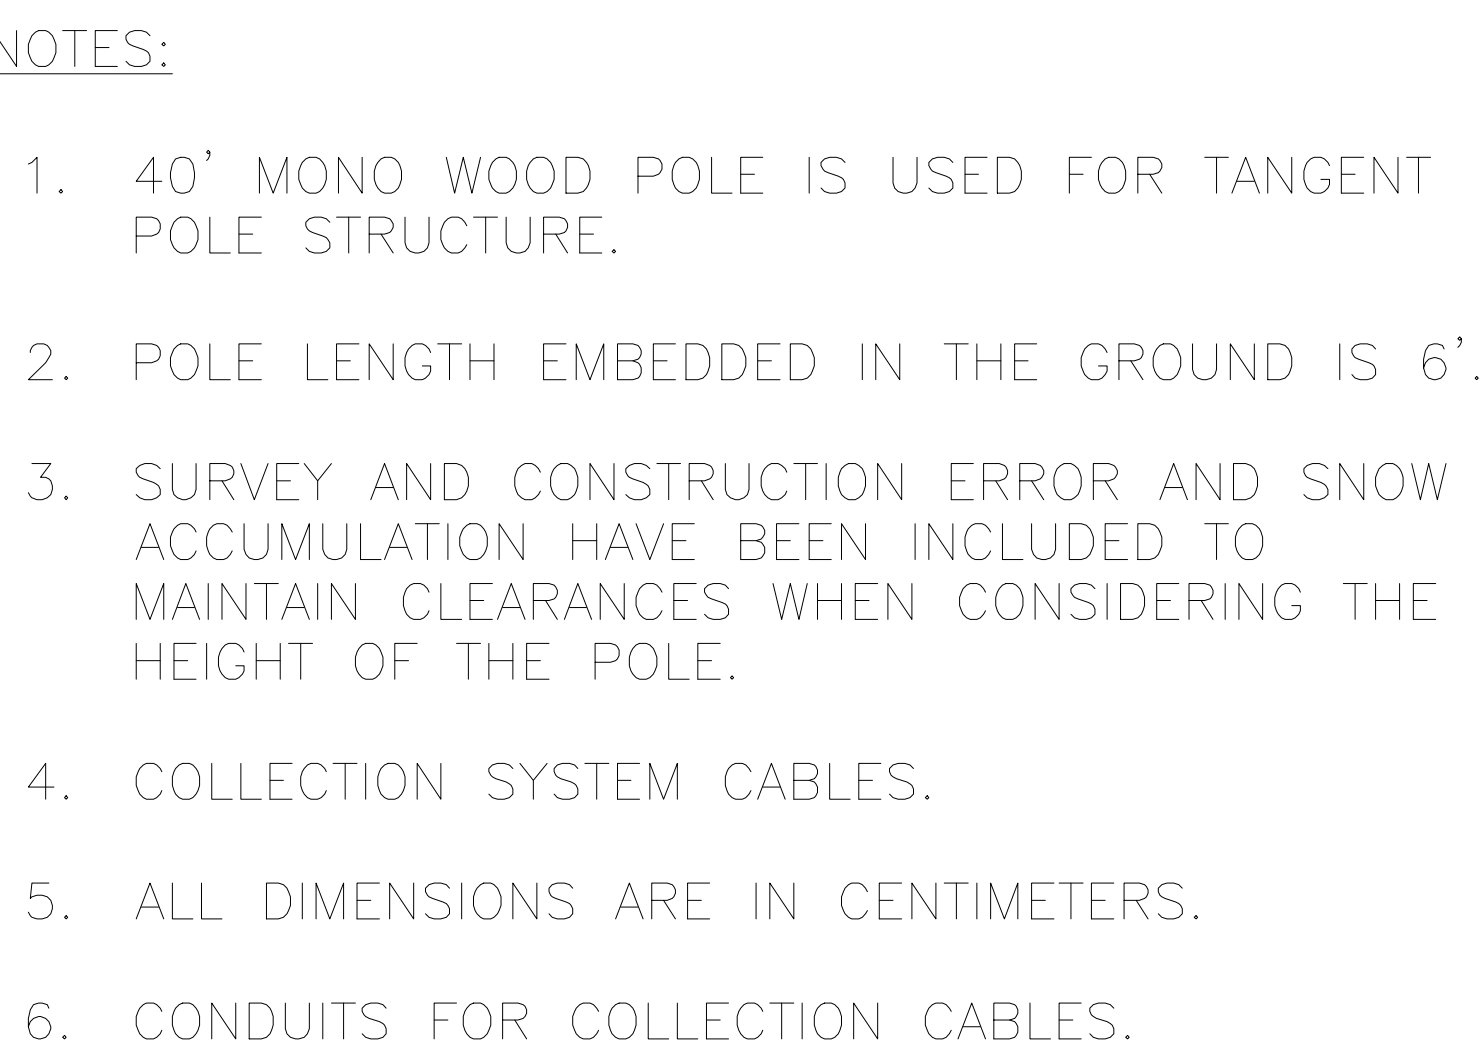 NOTES:
1. 40' MONO WOOD POLE IS USED FOR TANGENT
POLE STRUCTURE.
2. POLE LENGTH EMBEDDED IN THE GROUND IS 6'.
3. SURVEY AND CONSTRUCTION ERROR AND SNOW
ACCUMULATION HAVE BEEN INCLUDED TO
MAINTAIN CLEARANCES WHEN CONSIDERING THE
HEIGHT OF THE POLE.
4. COLLECTION SYSTEM CABLES.
5. ALL DIMENSIONS ARE IN CENTIMETERS.
6. CONDUITS FOR COLLECTION CABLES.